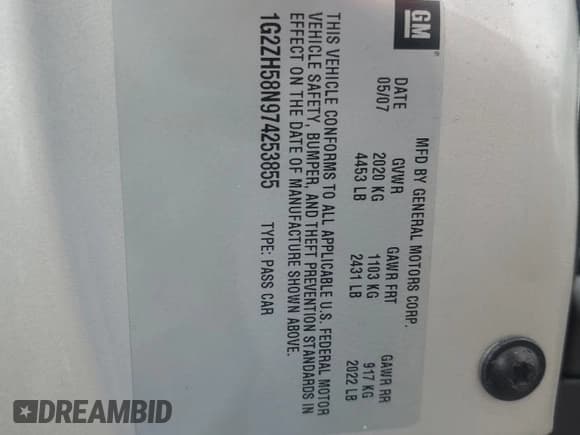 GM
MFD BY GENERAL MOTORS CORP.
DATE GVWR GAWR FRT GAWR RR
05/07 2020 KG 1103 KG 917 KG
4453 LB 2431 LB 2022 LB
THIS VEHICLE CONFORMS TO ALL APPLICABLE U.S. FEDERAL MOTOR
VEHICLE SAFETY, BUMPER, AND THEFT PREVENTION STANDARDS IN
EFFECT ON THE DATE OF MANUFACTURE SHOWN ABOVE.
1G2ZH58N974253855 TYPE: PASS CAR
DREAMBID